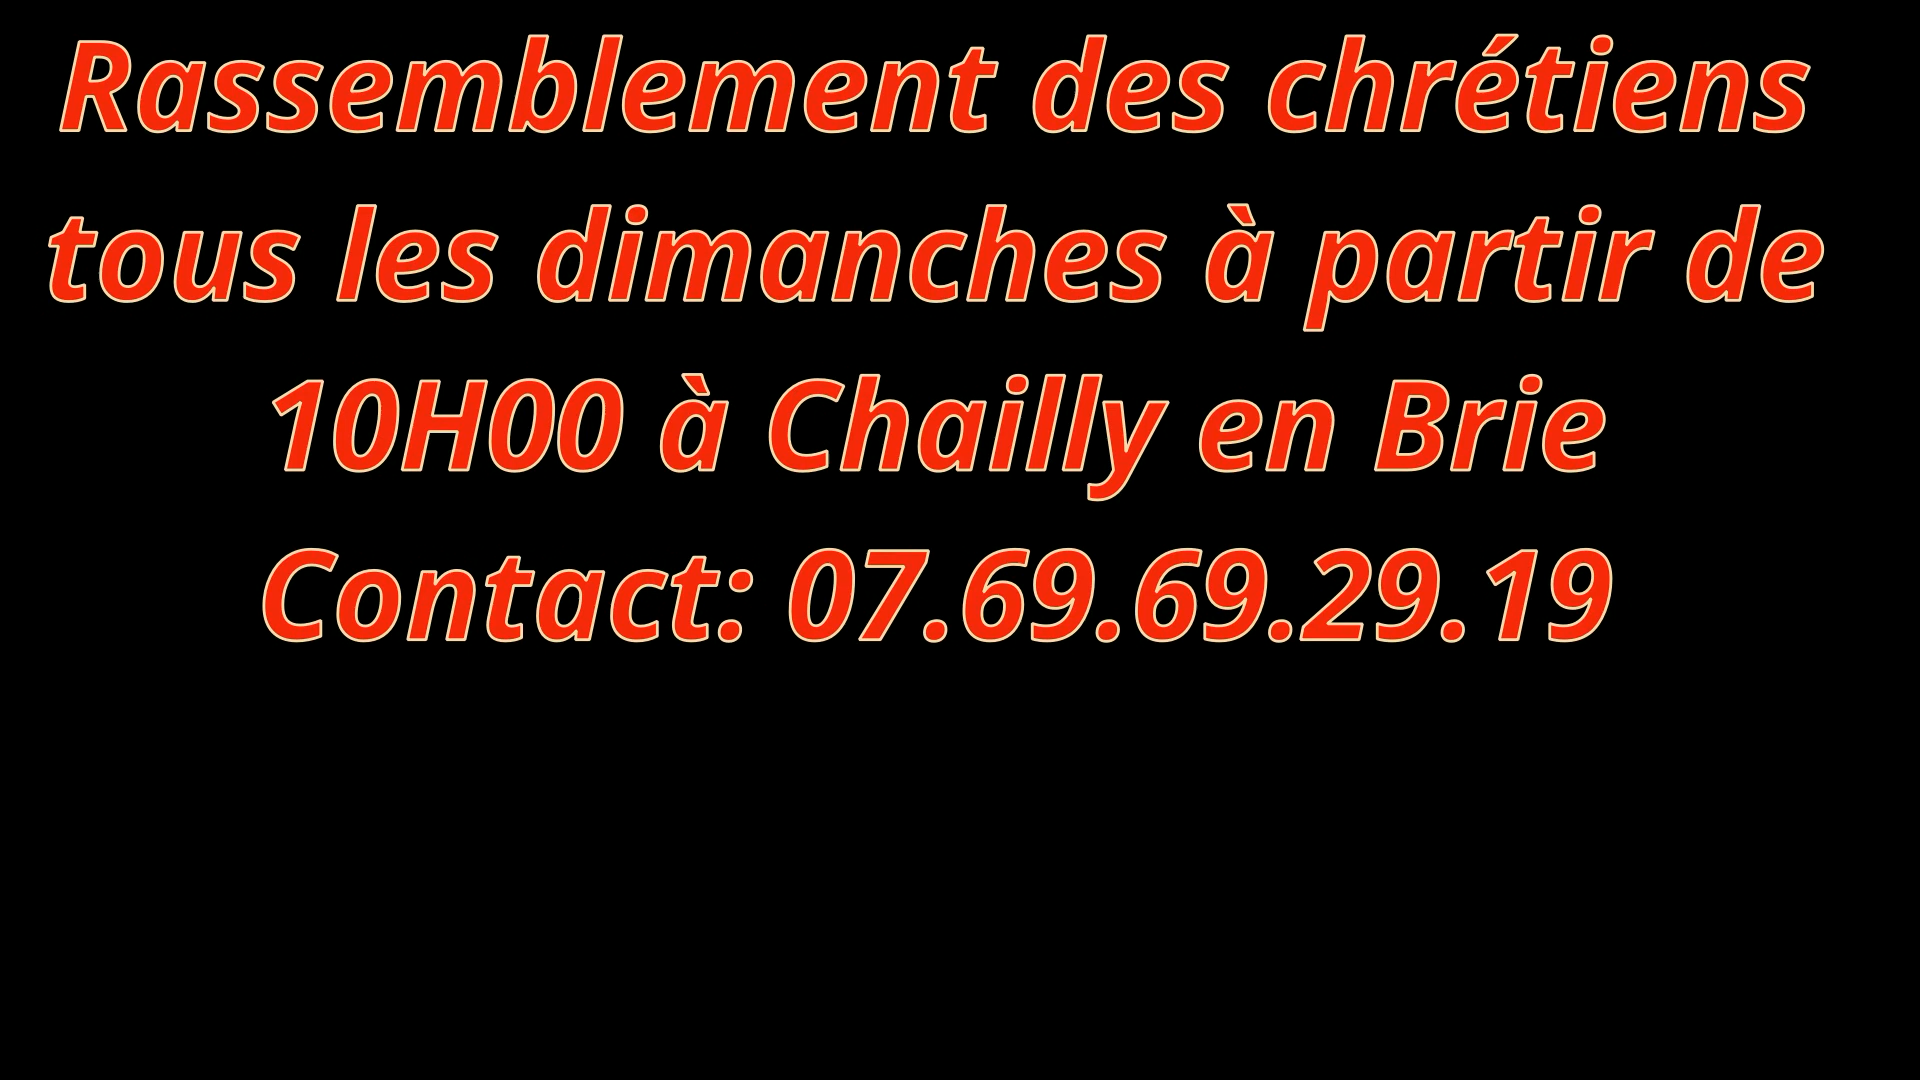 Rassemblement des chrétiens
tous les dimanches à partir de
10H00 à Chailly en Brie
Contact: 07.69.69.29.19